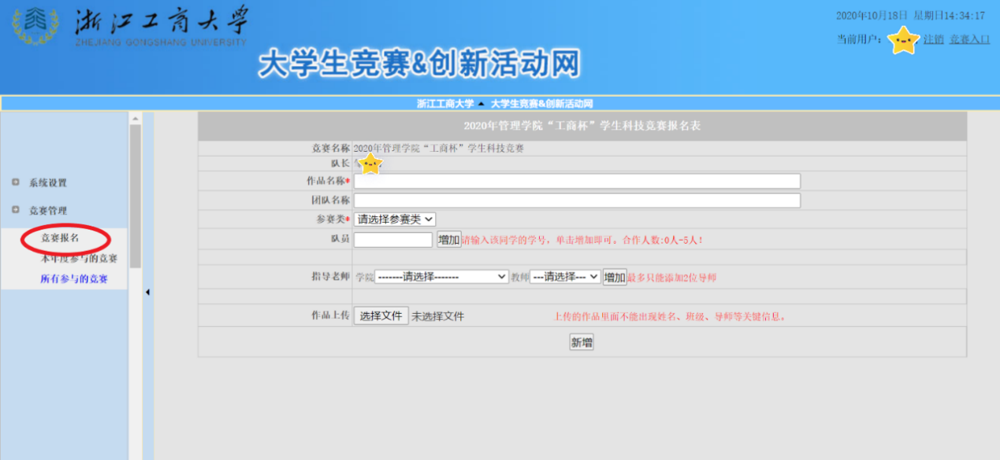 浙江工商大学
ZHEJIANG GONGSHANG UNIVERSITY
大学生竞赛&创新活动网
2020年10月18日 星期日14:34:17
当前用户: 注销 竞赛入口
浙江工商大学 大学生竞赛&创新活动网
系统设置
竞赛管理
竞赛报名
本年度参与的竞赛
所有参与的竞赛
2020年管理学院“工商杯”学生科技竞赛报名表
竞赛名称 2020年管理学院“工商杯”学生科技竞赛
队长
作品名称*
团队名称
参赛类* 请选择参赛类
队员 增加 请输入该同学的学号,单击增加即可。合作人数:0人-5人!
指导老师 学院 -------请选择------- 教师 ---请选择--- 增加 最多只能添加2位导师
作品上传 选择文件 未选择文件 上传的作品里面不能出现姓名、班级、导师等关键信息。
新增